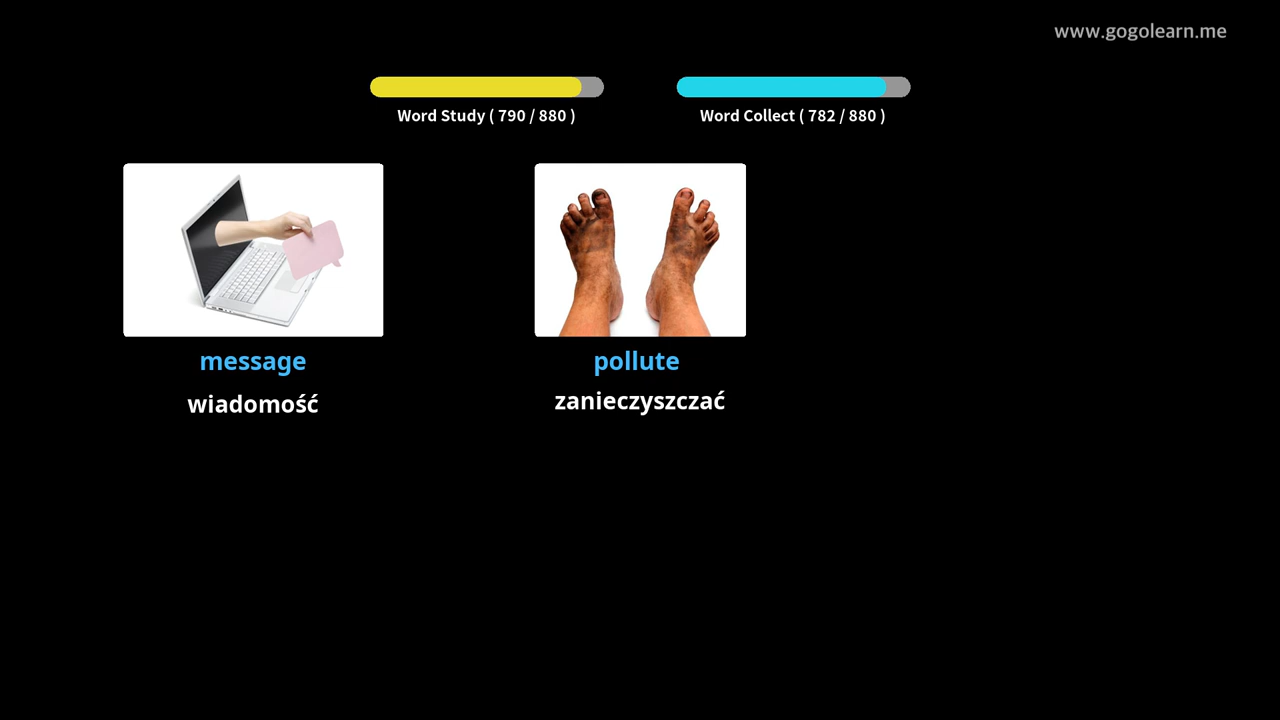 www.gogolearn.me
Word Study ( 790 / 880 )
Word Collect ( 782 / 880 )
message
pollute
wiadomość
zanieczyszczać